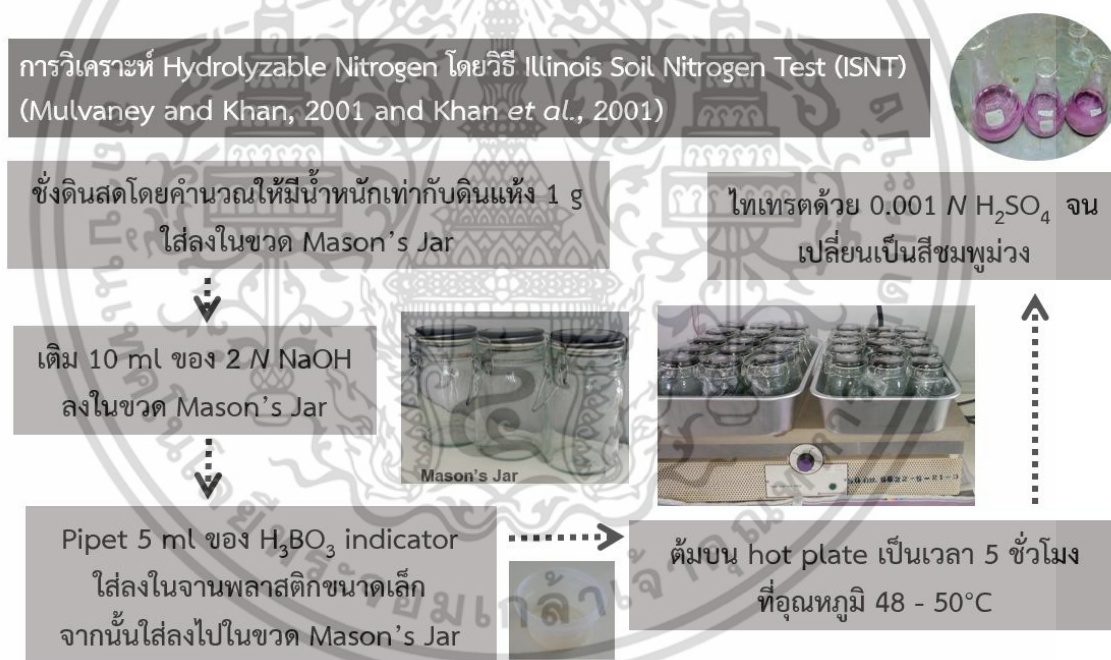 การวิเคราะห์ Hydrolyzable Nitrogen โดยวิธี Illinois Soil Nitrogen Test (ISNT)
(Mulvaney and Khan, 2001 and Khan et al., 2001)
ชั่งดินสดโดยคำนวณให้มีน้ำหนักเท่ากับดินแห้ง 1 g
ใส่ลงในขวด Mason's Jar
เติม 10 ml ของ 2 N NaOH
ลงในขวด Mason's Jar
Mason's Jar
Pipet 5 ml ของ H₃BO₃ indicator
ใส่ลงในจานพลาสติกขนาดเล็ก
จากนั้นใส่ลงไปในขวด Mason's Jar
ต้มบน hot plate เป็นเวลา 5 ชั่วโมง
ที่อุณหภูมิ 48 - 50°C
ไทเทรตด้วย 0.001 N H₂SO₄ จน
เปลี่ยนเป็นสีชมพูม่วง